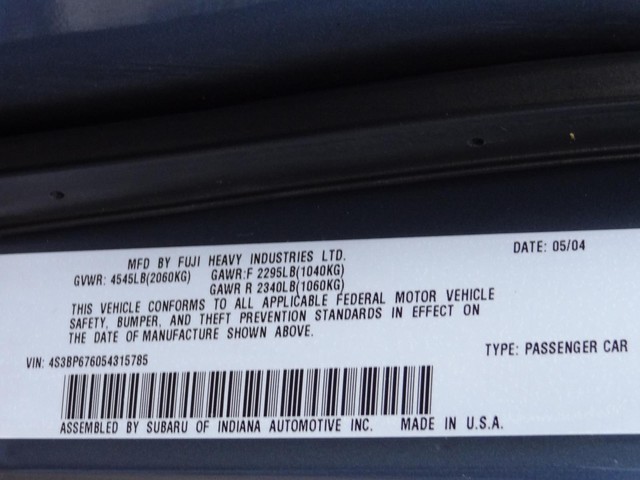 MFD BY FUJI HEAVY INDUSTRIES LTD. DATE: 05/04
GVWR: 4545LB(2060KG) GAWR:F 2295LB(1040KG)
GAWR R 2340LB(1060KG)
THIS VEHICLE CONFORMS TO ALL APPLICABLE FEDERAL MOTOR VEHICLE
SAFETY, BUMPER, AND THEFT PREVENTION STANDARDS IN EFFECT ON
THE DATE OF MANUFACTURE SHOWN ABOVE.
VIN: 4S3BP676054315785 TYPE: PASSENGER CAR
ASSEMBLED BY SUBARU OF INDIANA AUTOMOTIVE INC. MADE IN U.S.A.